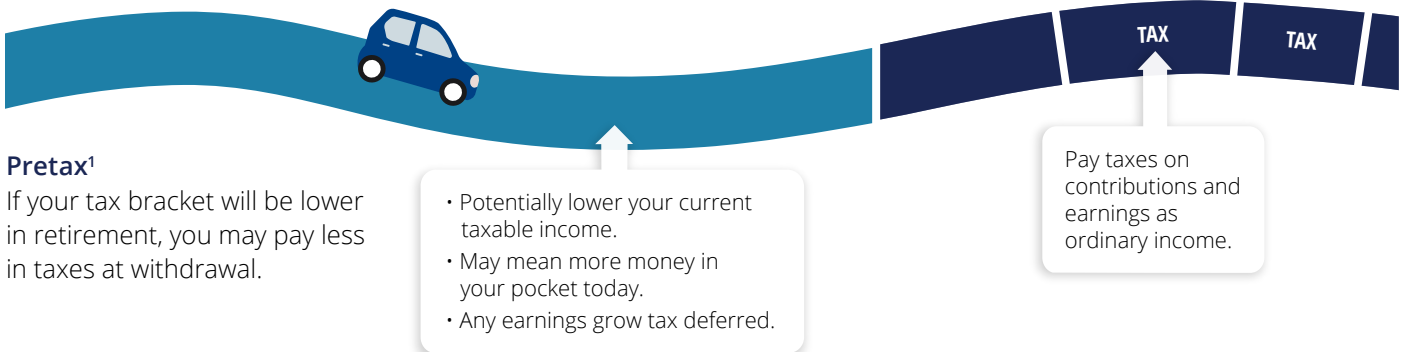 TAX
TAX
Pretax¹
If your tax bracket will be lower
in retirement, you may pay less
in taxes at withdrawal.
• Potentially lower your current
taxable income.
• May mean more money in
your pocket today.
• Any earnings grow tax deferred.
Pay taxes on
contributions and
earnings as
ordinary income.